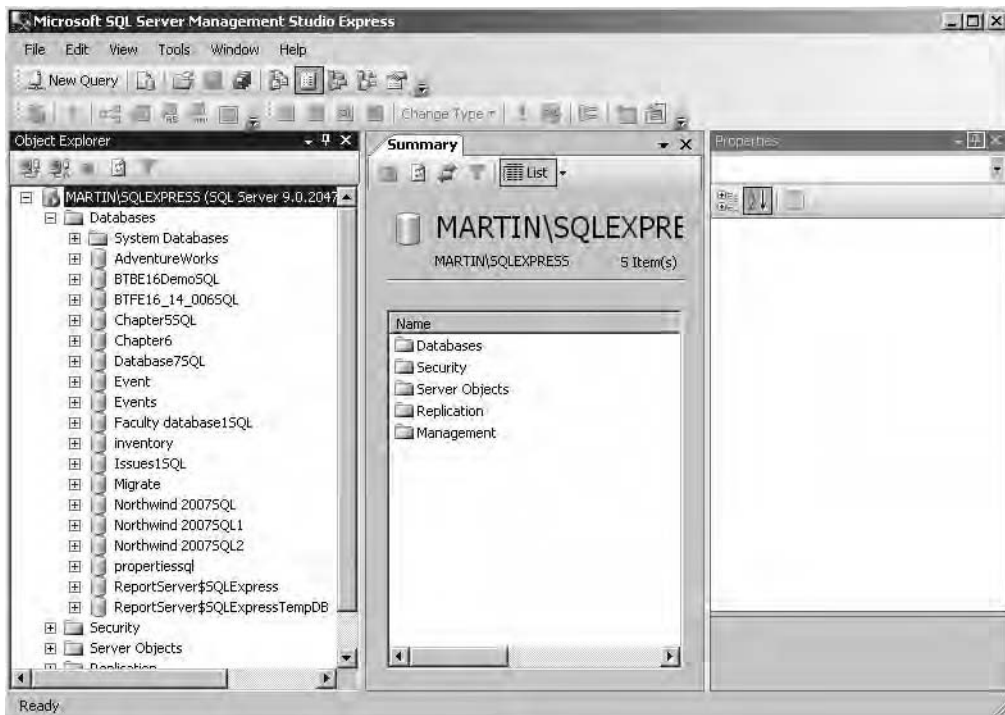 Microsoft SQL Server Management Studio Express
File Edit View Tools Window Help
New Query
Change Type
Object Explorer
MARTIN\SQLEXPRESS (SQL Server 9.0.2047
Databases
System Databases
AdventureWorks
BTBE16DemoSQL
BTFE16_14_006SQL
Chapter5SQL
Chapter6
Database7SQL
Event
Events
Faculty database1SQL
inventory
Issues1SQL
Migrate
Northwind 2007SQL
Northwind 2007SQL1
Northwind 2007SQL2
propertiessql
ReportServer$SQLExpress
ReportServer$SQLExpressTempDB
Security
Server Objects
Replication
Summary
List
MARTIN\SQLEXPRE
MARTIN\SQLEXPRESS 5 Item(s)
Name
Databases
Security
Server Objects
Replication
Management
Properties
Ready